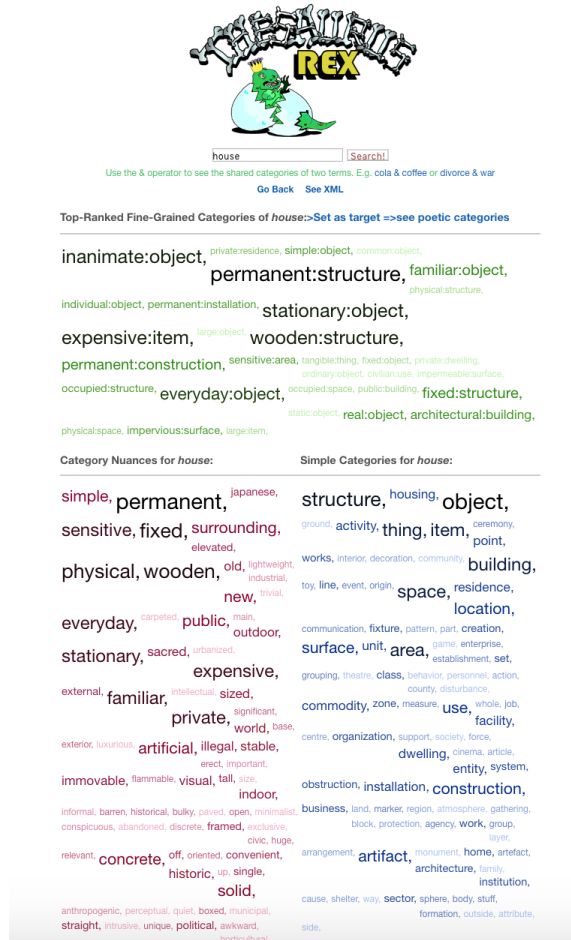 THESAURUS
REX
house Search!
Use the & operator to see the shared categories of two terms. E.g. cola & coffee or divorce & war
Go Back See XML
Top-Ranked Fine-Grained Categories of house:>Set as target =>see poetic categories
inanimate:object, private:residence, simple:object, common:object,
permanent:structure, familiar:object,
physical:structure,
individual:object, permanent:installation, stationary:object,
expensive:item, large:object, wooden:structure,
permanent:construction, sensitive:area, tangible:thing, fixed:object, private:dwelling,
ordinary:object, civilian:use, impermeable:surface,
occupied:structure, everyday:object, occupied:space, public:building, fixed:structure,
static:object, real:object, architectural:building,
physical:space, impervious:surface, large:item,
Category Nuances for house:
simple, permanent, japanese,
sensitive, fixed, surrounding,
elevated,
physical, wooden, old, lightweight,
industrial,
new, trivial,
everyday, carpeted, public, main,
outdoor,
stationary, sacred, urbanized,
expensive,
external, familiar, intellectual, sized,
private, significant,
world, base,
exterior, luxurious, artificial, illegal, stable,
erect, important,
immovable, flammable, visual, tall, size,
indoor,
informal, barren, historical, bulky, paved, open, minimalist,
conspicuous, abandoned, discrete, framed, exclusive,
civic, huge,
relevant, concrete, off, oriented, convenient,
historic, up, single,
solid,
anthropogenic, perceptual, quiet, boxed, municipal,
straight, intrusive, unique, political, awkward,
horticultural,
Simple Categories for house:
structure, housing, object,
ground, activity, thing, item, ceremony,
point,
works, interior, decoration, community, building,
toy, line, event, origin, space, residence,
location,
communication, fixture, pattern, part, creation,
surface, unit, area, game, enterprise,
establishment, set,
grouping, theatre, class, behavior, personnel, action,
county, disturbance,
commodity, zone, measure, use, whole, job,
facility,
centre, organization, support, society, force,
dwelling, cinema, article,
entity, system,
obstruction, installation, construction,
business, land, marker, region, atmosphere, gathering,
block, protection, agency, work, group,
layer,
arrangement, artifact, monument, home, artefact,
architecture, family,
institution,
cause, shelter, way, sector, sphere, body, stuff,
formation, outside, attribute,
side,